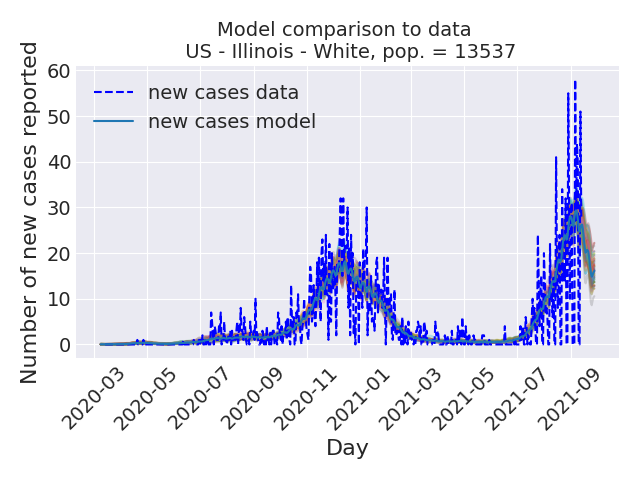 Model comparison to data
US - Illinois - White, pop. = 13537
60
50
40
30
20
10
0
Number of new cases reported
new cases data
new cases model
2020-03
2020-05
2020-07
2020-09
2020-11
2021-01
2021-03
2021-05
2021-07
2021-09
Day